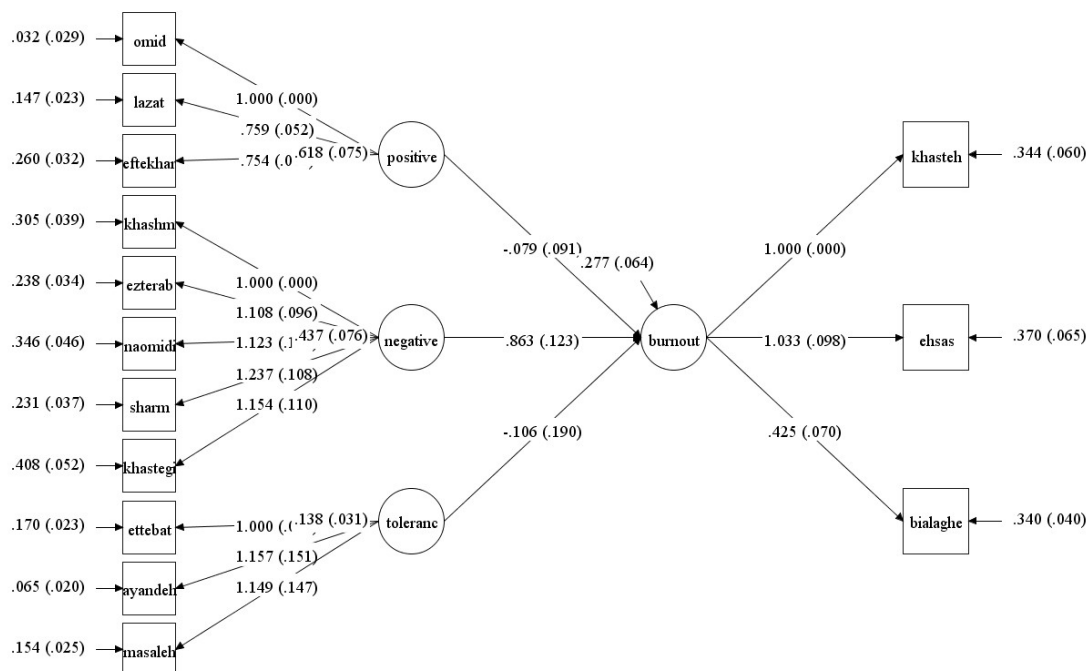 .032 (.029)
omid
.147 (.023)
lazat
.260 (.032)
eftekhar
.305 (.039)
khashm
.238 (.034)
ezterab
.346 (.046)
naomidi
.231 (.037)
sharm
.408 (.052)
khastegi
.170 (.023)
ettebat
.065 (.020)
ayandeh
.154 (.025)
masaleh
1.000 (.000)
.759 (.052)
.754
.618 (.075)
positive
1.000 (.000)
1.108 (.096)
1.123
.437 (.076)
negative
1.237 (.108)
1.154 (.110)
1.000
.138 (.031)
toleranc
1.157 (.151)
1.149 (.147)
-.079 (.091)
.277 (.064)
.863 (.123)
burnout
-.106 (.190)
1.000 (.000)
1.033 (.098)
.425 (.070)
khasteh
.344 (.060)
ehsas
.370 (.065)
bialaghe
.340 (.040)